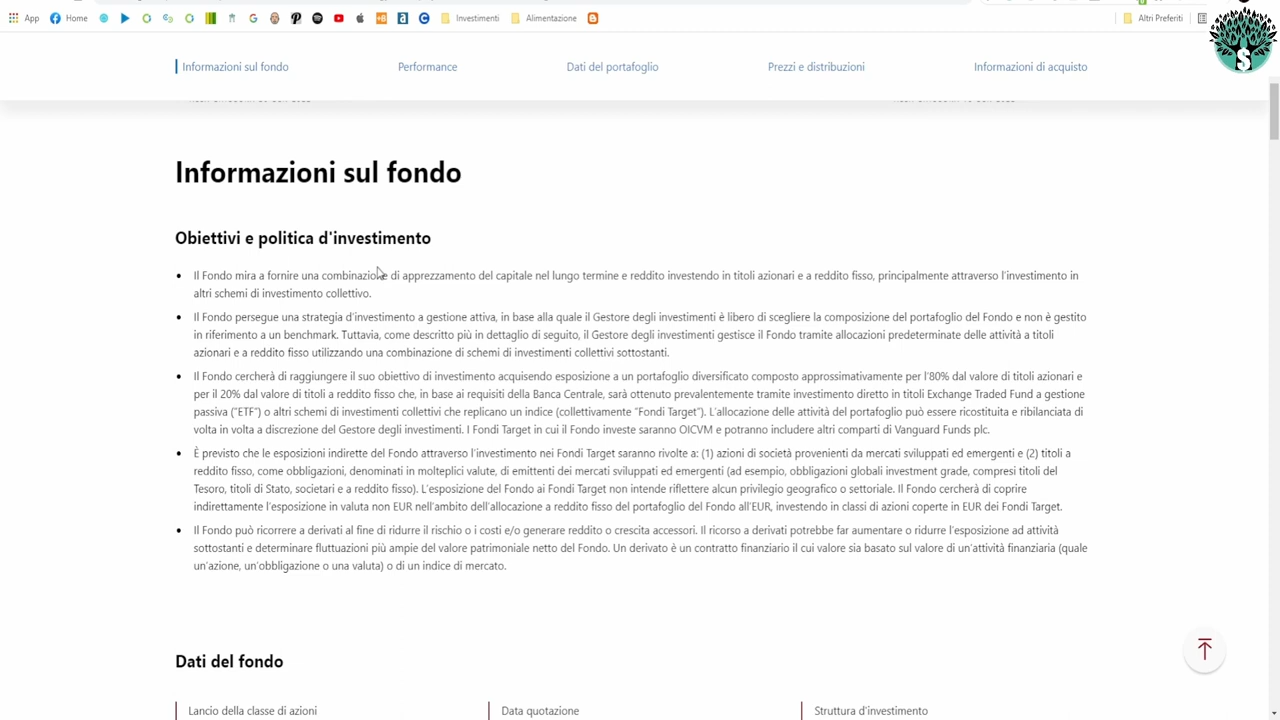 App Home Investimenti Alimentazione Altri Preferiti
Informazioni sul fondo Performance Dati del portafoglio Prezzi e distribuzioni Informazioni di acquisto
Informazioni sul fondo
Obiettivi e politica d'investimento
Il Fondo mira a fornire una combinazione di apprezzamento del capitale nel lungo termine e reddito investendo in titoli azionari e a reddito fisso, principalmente attraverso l'investimento in
altri schemi di investimento collettivo.
Il Fondo persegue una strategia d'investimento a gestione attiva, in base alla quale il Gestore degli investimenti è libero di scegliere la composizione del portafoglio del Fondo e non è gestito
in riferimento a un benchmark. Tuttavia, come descritto più in dettaglio di seguito, il Gestore degli investimenti gestisce il Fondo tramite allocazioni predeterminate delle attività a titoli
azionari e a reddito fisso utilizzando una combinazione di schemi di investimenti collettivi sottostanti.
Il Fondo cercherà di raggiungere il suo obiettivo di investimento acquisendo esposizione a un portafoglio diversificato composto approssimativamente per l'80% dal valore di titoli azionari e
per il 20% dal valore di titoli a reddito fisso che, in base ai requisiti della Banca Centrale, sarà ottenuto prevalentemente tramite investimento diretto in titoli Exchange Traded Fund a gestione
passiva ("ETF") o altri schemi di investimenti collettivi che replicano un indice (collettivamente "Fondi Target"). L'allocazione delle attività del portafoglio può essere ricostituita e ribilanciata di
volta in volta a discrezione del Gestore degli investimenti. I Fondi Target in cui il Fondo investe saranno OICVM e potranno includere altri comparti di Vanguard Funds plc.
È previsto che le esposizioni indirette del Fondo attraverso l'investimento nei Fondi Target saranno rivolte a: (1) azioni di società provenienti da mercati sviluppati ed emergenti e (2) titoli a
reddito fisso, come obbligazioni, denominati in molteplici valute, di emittenti dei mercati sviluppati ed emergenti (ad esempio, obbligazioni globali investment grade, compresi titoli del
Tesoro, titoli di Stato, societari e a reddito fisso). L'esposizione del Fondo ai Fondi Target non intende riflettere alcun privilegio geografico o settoriale. Il Fondo cercherà di coprire
indirettamente l'esposizione in valuta non EUR nell'ambito dell'allocazione a reddito fisso del portafoglio del Fondo all'EUR, investendo in classi di azioni coperte in EUR dei Fondi Target.
Il Fondo può ricorrere a derivati al fine di ridurre il rischio o i costi e/o generare reddito o crescita accessori. Il ricorso a derivati potrebbe far aumentare o ridurre l'esposizione ad attività
sottostanti e determinare fluttuazioni più ampie del valore patrimoniale netto del Fondo. Un derivato è un contratto finanziario il cui valore sia basato sul valore di un'attività finanziaria (quale
un'azione, un'obbligazione o una valuta) o di un indice di mercato.
Dati del fondo
Lancio della classe di azioni Data quotazione Struttura d'investimento